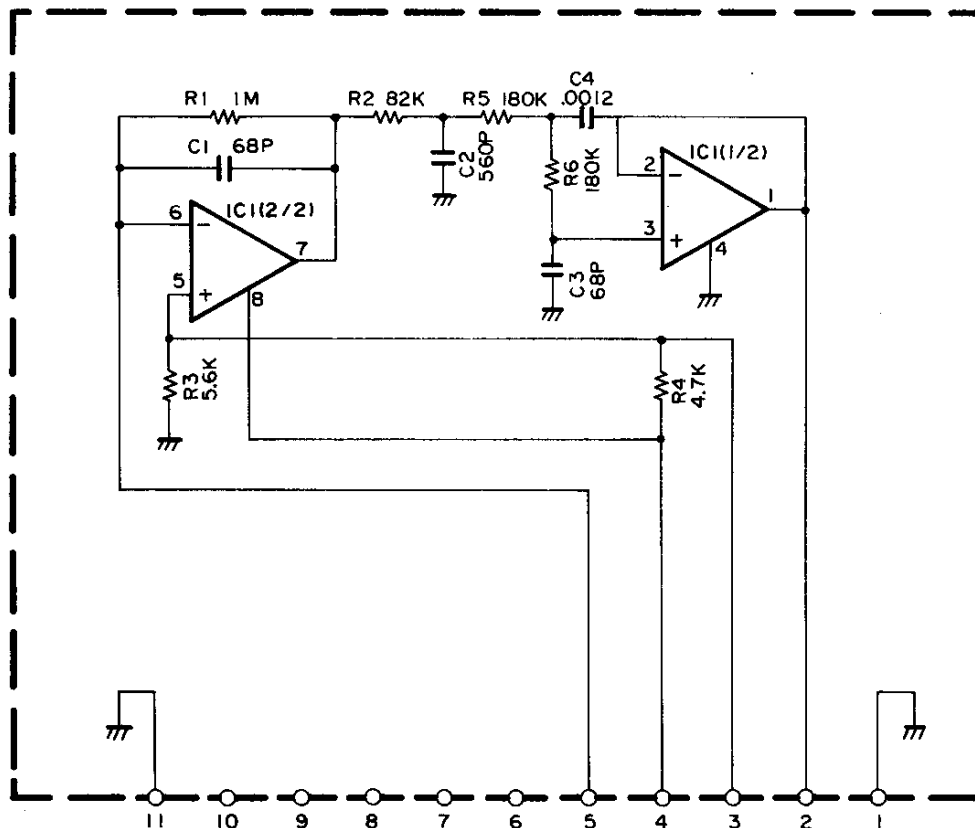 C4
R1 1M R2 82K R5 180K .0012
C1 68P
C2 560P
R6 180K
IC1(1/2)
2 −
1
IC1(2/2)
6 −
7
3 +
4
C3 68P
5 +
8
R3 5.6K
R4 4.7K
11 10 9 8 7 6 5 4 3 2 1